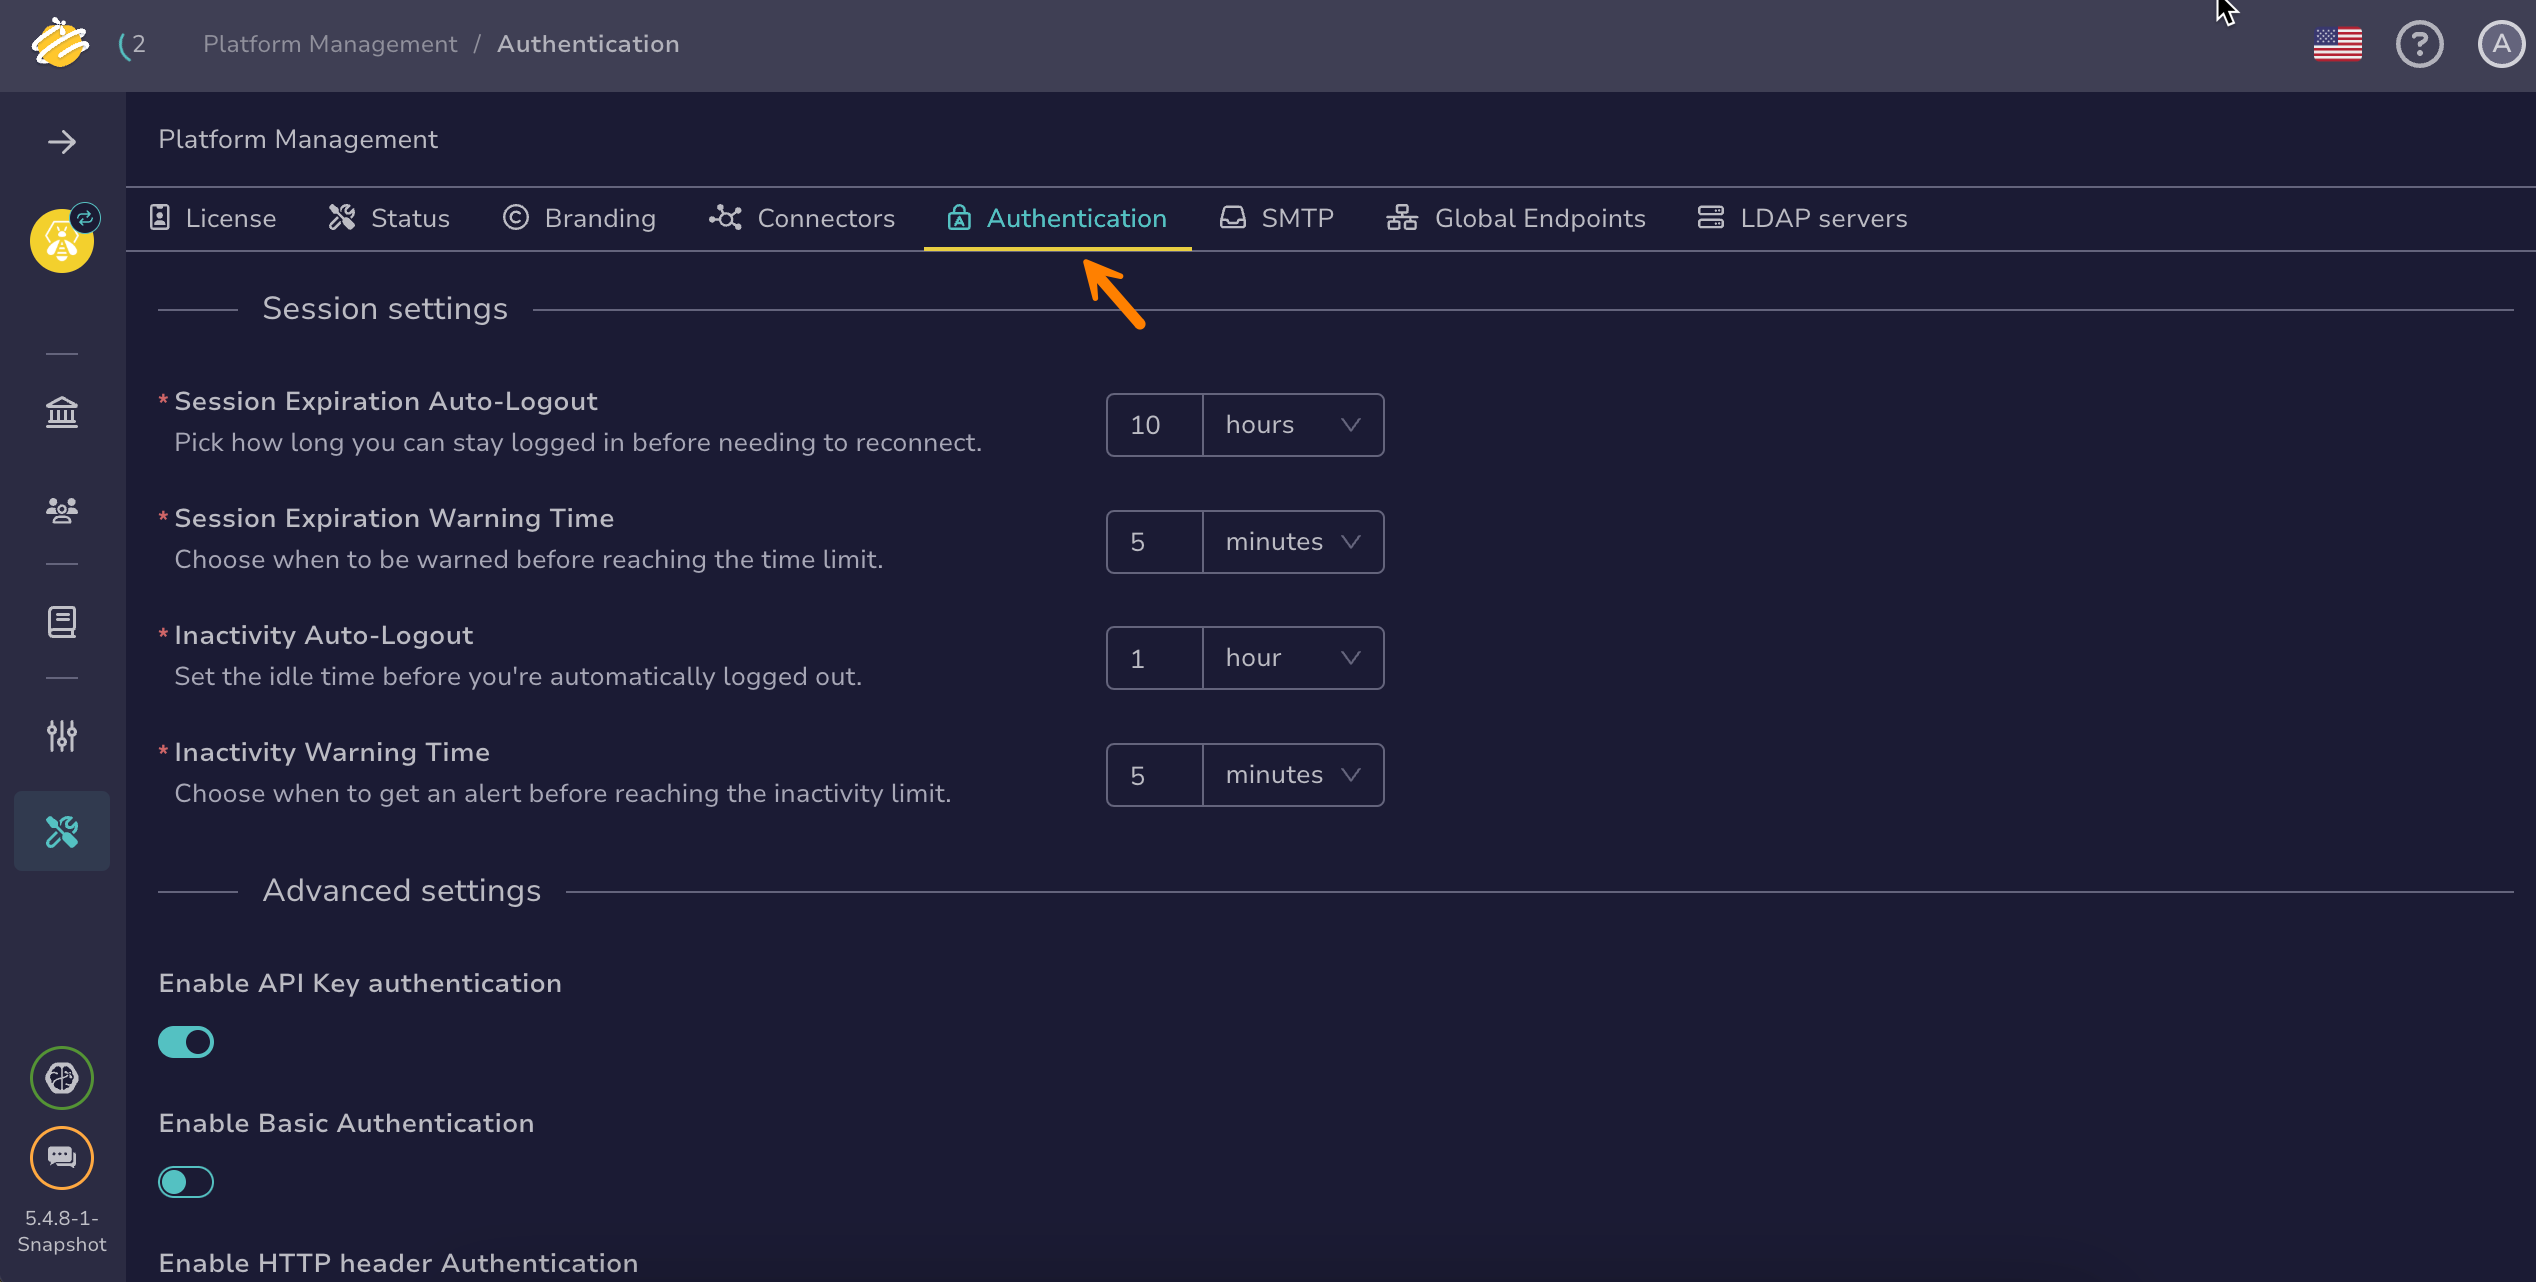 2 Platform Management / Authentication
A
Platform Management
License Status Branding Connectors Authentication SMTP Global Endpoints LDAP servers
Session settings
* Session Expiration Auto-Logout
Pick how long you can stay logged in before needing to reconnect.
10 hours
* Session Expiration Warning Time
Choose when to be warned before reaching the time limit.
5 minutes
* Inactivity Auto-Logout
Set the idle time before you're automatically logged out.
1 hour
* Inactivity Warning Time
Choose when to get an alert before reaching the inactivity limit.
5 minutes
Advanced settings
Enable API Key authentication
Enable Basic Authentication
Enable HTTP header Authentication
5.4.8-1-
Snapshot